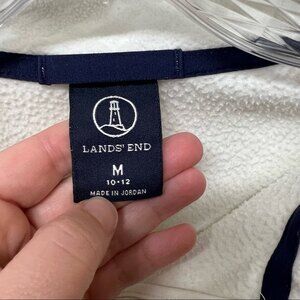 LANDS' END
M
10-12
MADE IN JORDAN